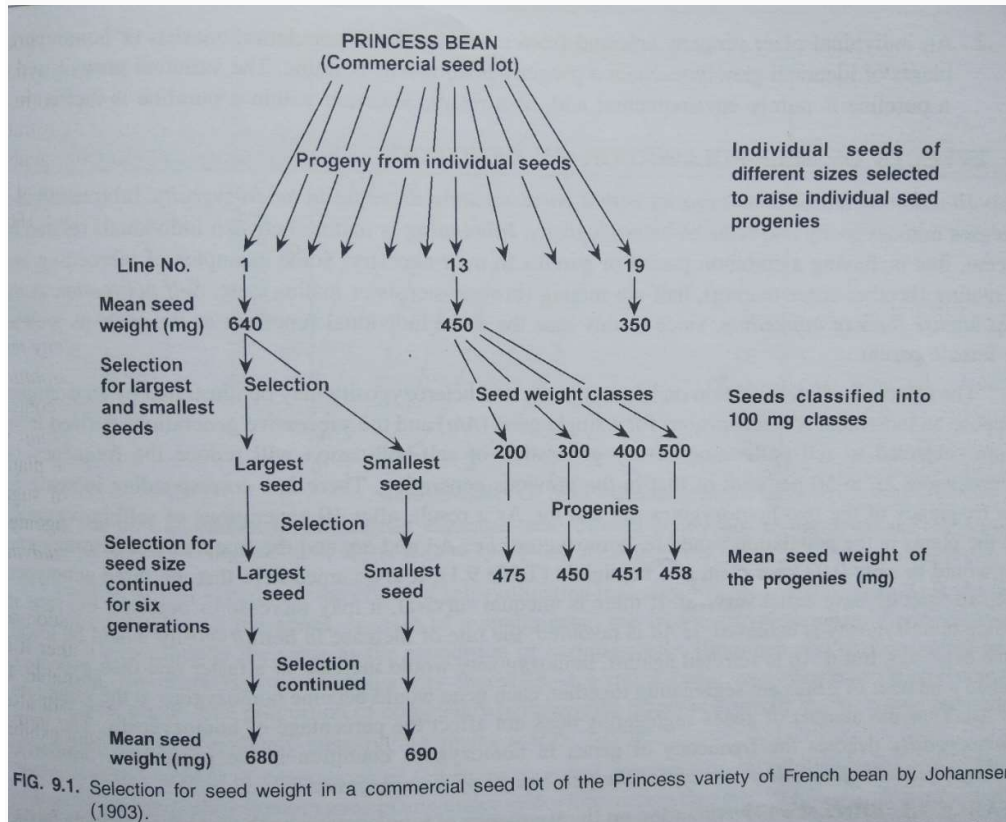 PRINCESS BEAN
(Commercial seed lot)
Progeny from individual seeds
Individual seeds of
different sizes selected
to raise individual seed
progenies
Line No. 1 13 19
Mean seed
weight (mg) 640 450 350
Selection
for largest
and smallest
seeds
Selection
Seed weight classes
Seeds classified into
100 mg classes
200 300 400 500
Largest
seed
Smallest
seed
Selection
Progenies
Selection for
seed size
continued
for six
generations
Largest
seed
Smallest
seed
475 450 451 458
Mean seed weight of
the progenies (mg)
Selection
continued
Mean seed
weight (mg) 680 690
FIG. 9.1. Selection for seed weight in a commercial seed lot of the Princess variety of French bean by Johannsen
(1903).